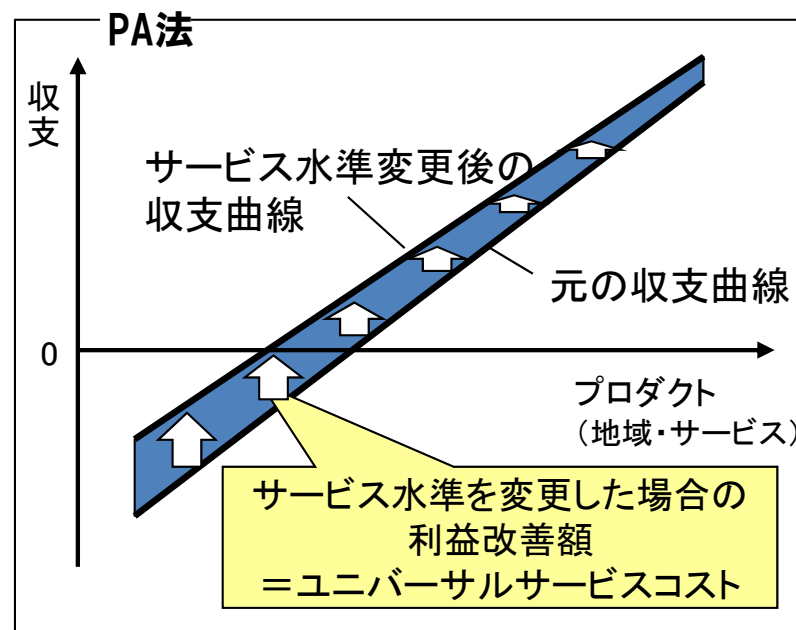 PA法
収支
サービス水準変更後の
収支曲線
元の収支曲線
0
プロダクト
（地域・サービス）
サービス水準を変更した場合の
利益改善額
＝ユニバーサルサービスコスト